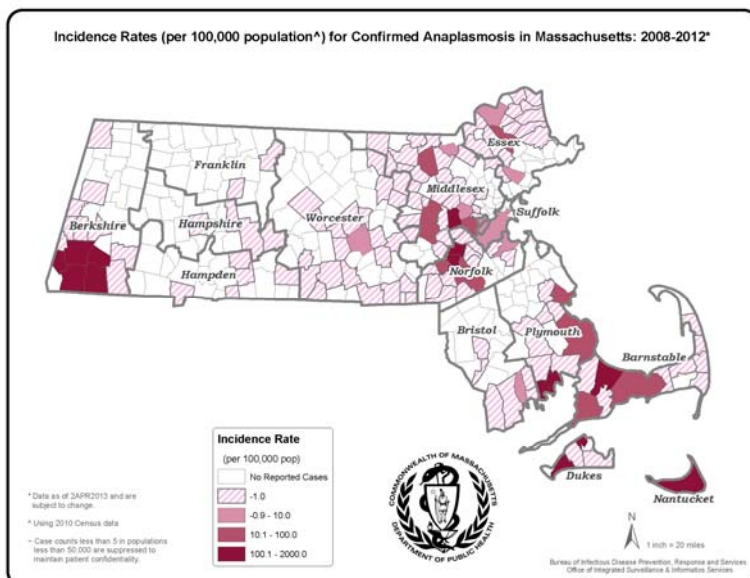 Incidence Rates (per 100,000 population^) for Confirmed Anaplasmosis in Massachusetts: 2008-2012*
Essex
Franklin
Middlesex
Suffolk
Berkshire
Hampshire
Worcester
Hampden
Norfolk
Bristol
Plymouth
Barnstable
Dukes
Nantucket
Incidence Rate
(per 100,000 pop)
No Reported Cases
-1.0
-0.9 - 10.0
10.1 - 100.0
100.1 - 2000.0
* Data as of 2APR2013 and are
subject to change.
^ Using 2010 Census data
~ Case counts less than 5 in populations
less than 50,000 are suppressed to
maintain patient confidentiality.
COMMONWEALTH OF MASSACHUSETTS
DEPARTMENT OF PUBLIC HEALTH
N
1 inch = 20 miles
Bureau of Infectious Disease Prevention, Response and Services
Office of Integrated Surveillance & Informatics Services